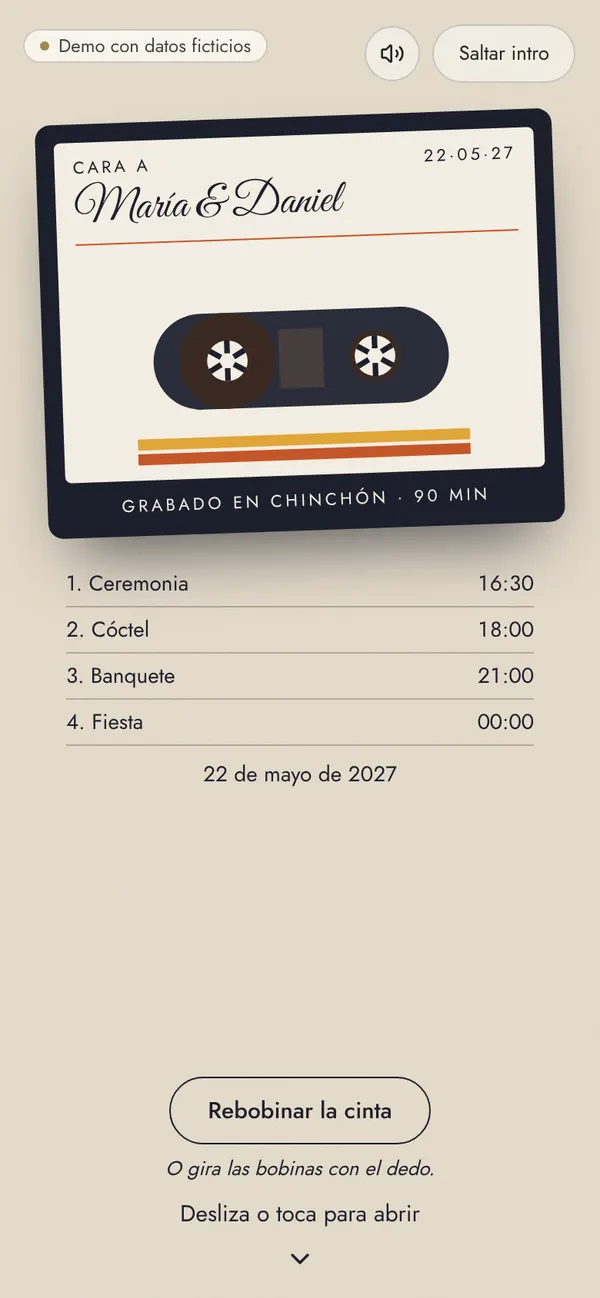 Demo con datos ficticios
Saltar intro
CARA A
22·05·27
María & Daniel
GRABADO EN CHINCHÓN · 90 MIN
1. Ceremonia 16:30
2. Cóctel 18:00
3. Banquete 21:00
4. Fiesta 00:00
22 de mayo de 2027
Rebobinar la cinta
O gira las bobinas con el dedo.
Desliza o toca para abrir